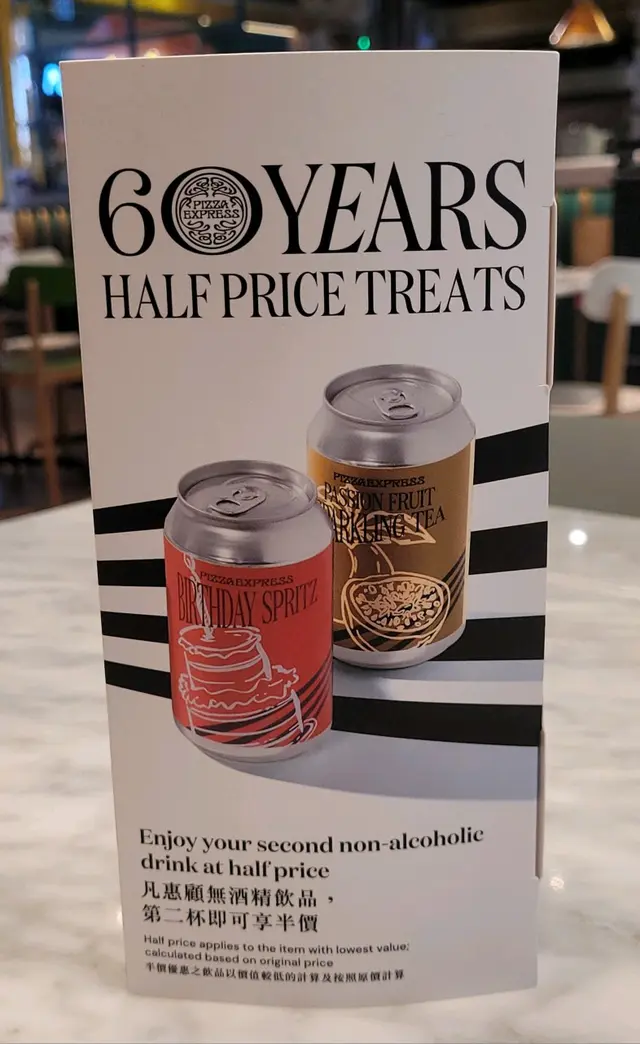 60 YEARS
PIZZA
EXPRESS
HALF PRICE TREATS
PIZZAEXPRESS
PASSION FRUIT
ARKLING TEA
PIZZAEXPRESS
BIRTHDAY SPRITZ
Enjoy your second non-alcoholic
drink at half price
凡惠顧無酒精飲品，
第二杯即可享半價
Half price applies to the item with lowest value;
calculated based on original price
半價優惠之飲品以價值較低的計算及按照原價計算